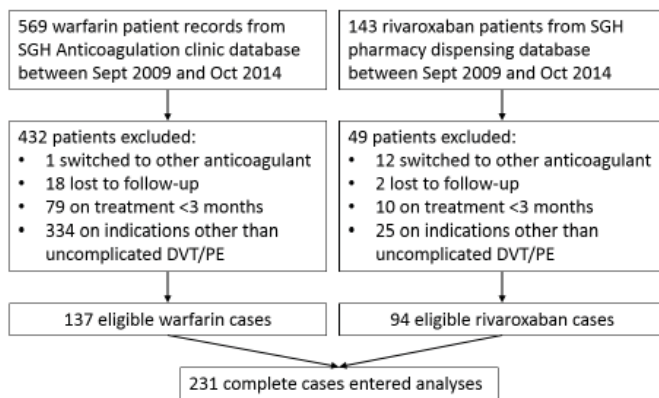 569 warfarin patient records from
SGH Anticoagulation clinic database
between Sept 2009 and Oct 2014
143 rivaroxaban patients from SGH
pharmacy dispensing database
between Sept 2009 and Oct 2014
432 patients excluded:
• 1 switched to other anticoagulant
• 18 lost to follow-up
• 79 on treatment <3 months
• 334 on indications other than
uncomplicated DVT/PE
49 patients excluded:
• 12 switched to other anticoagulant
• 2 lost to follow-up
• 10 on treatment <3 months
• 25 on indications other than
uncomplicated DVT/PE
137 eligible warfarin cases
94 eligible rivaroxaban cases
231 complete cases entered analyses